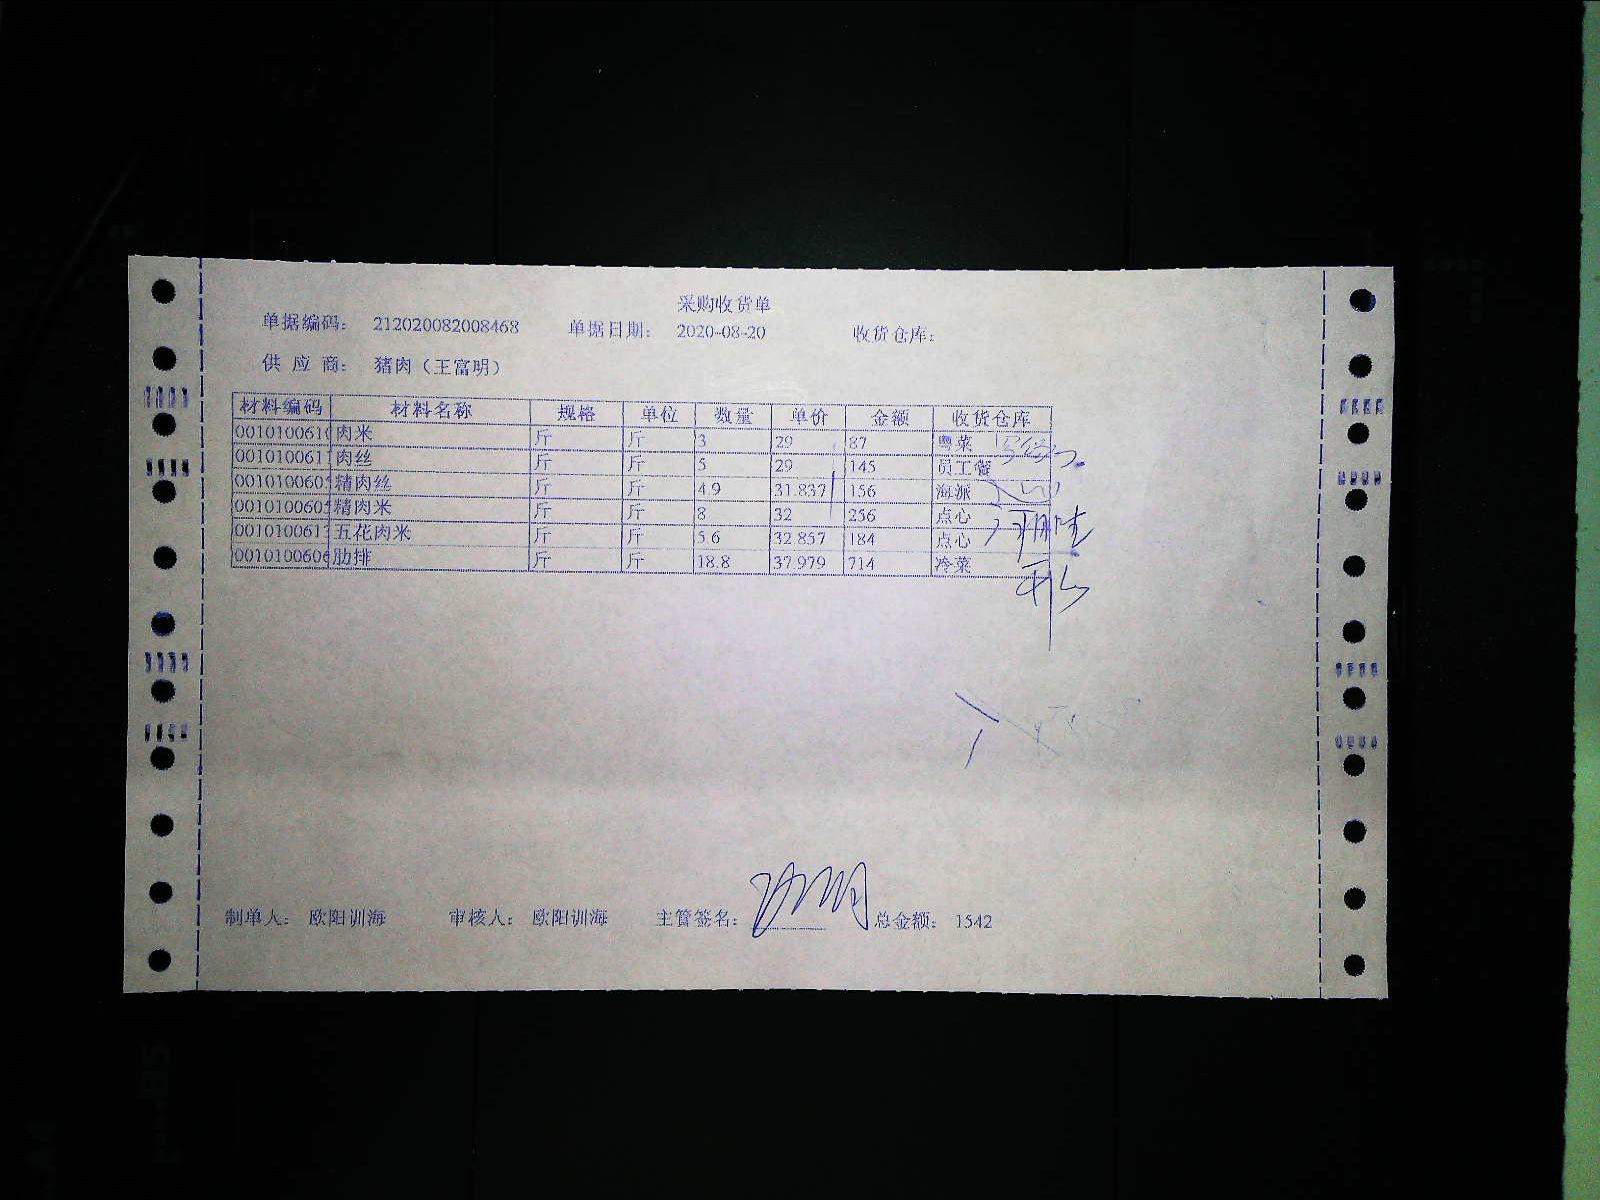 采购收货单
单据编码： 212020082008468 单据日期： 2020-08-20 收货仓库：
供 应 商： 猪肉（王富明）
材料编码 材料名称 规格 单位 数量 单价 金额 收货仓库
001010061 肉米 斤 斤 3 29 87 粤菜
001010061 肉丝 斤 斤 5 29 145 员工餐
001010060 精肉丝 斤 斤 4.9 31.837 156 海派
001010060 精肉米 斤 斤 8 32 256 点心
001010061 五花肉米 斤 斤 5.6 32.857 184 点心
001010060 肋排 斤 斤 18.8 37.979 714 冷菜
制单人： 欧阳训海 审核人： 欧阳训海 主管签名： 总金额： 1542